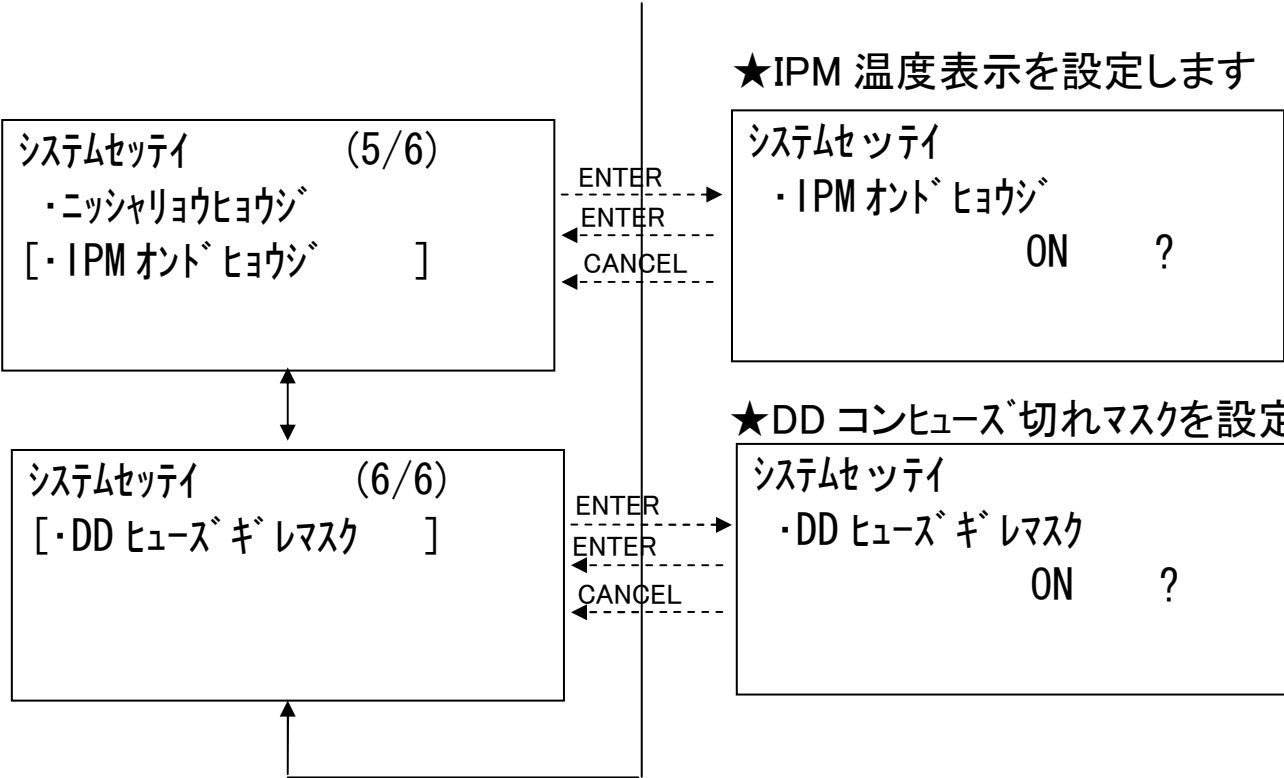 ★IPM 温度表示を設定します
システムセッテイ (5/6)
・ニッシャリョウヒョウジ
[・IPM オンド ヒョウジ ]
ENTER
ENTER
CANCEL
システムセッテイ
・IPM オンド ヒョウジ
ON ?
★DD コンヒューズ切れマスクを設定
システムセッテイ (6/6)
[・DD ヒューズ ギレマスク ]
ENTER
ENTER
CANCEL
システムセッテイ
・DD ヒューズ ギレマスク
ON ?